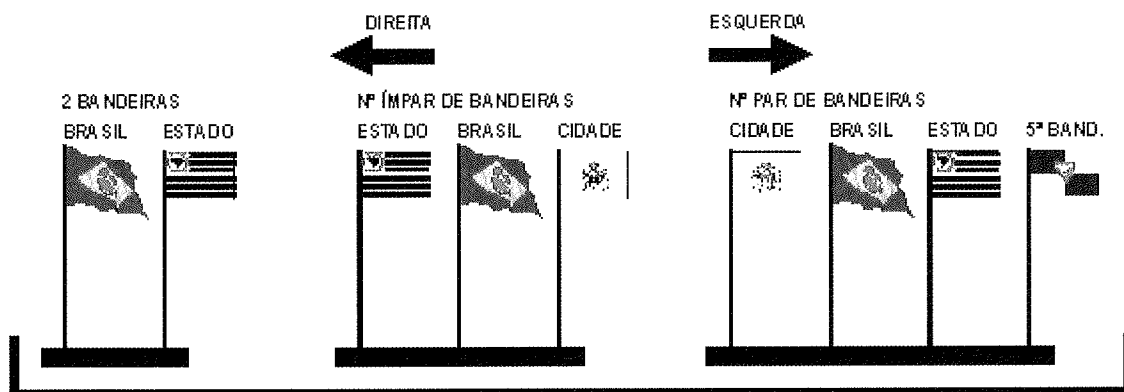 DIREITA
ESQUERDA
2 BANDEIRAS
Nº ÍMPAR DE BANDEIRAS
Nº PAR DE BANDEIRAS
BRASIL ESTADO
ESTADO BRASIL CIDADE
CIDADE BRASIL ESTADO 5ª BAND.